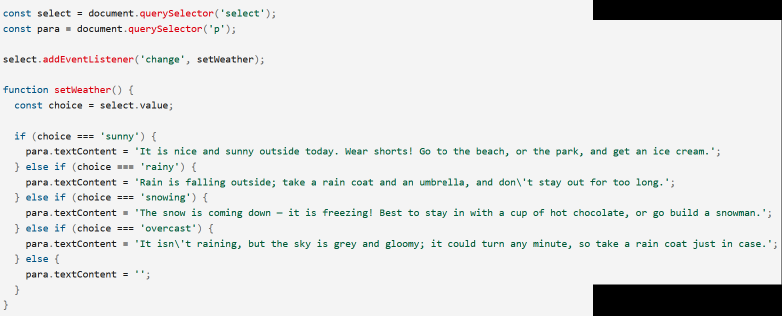 const select = document.querySelector('select');
const para = document.querySelector('p');
select.addEventListener('change', setWeather);
function setWeather() {
  const choice = select.value;
  if (choice === 'sunny') {
    para.textContent = 'It is nice and sunny outside today. Wear shorts! Go to the beach, or the park, and get an ice cream.';
  } else if (choice === 'rainy') {
    para.textContent = 'Rain is falling outside; take a rain coat and an umbrella, and don\'t stay out for too long.';
  } else if (choice === 'snowing') {
    para.textContent = 'The snow is coming down — it is freezing! Best to stay in with a cup of hot chocolate, or go build a snowman.';
  } else if (choice === 'overcast') {
    para.textContent = 'It isn\'t raining, but the sky is grey and gloomy; it could turn any minute, so take a rain coat just in case.';
  } else {
    para.textContent = '';
  }
}